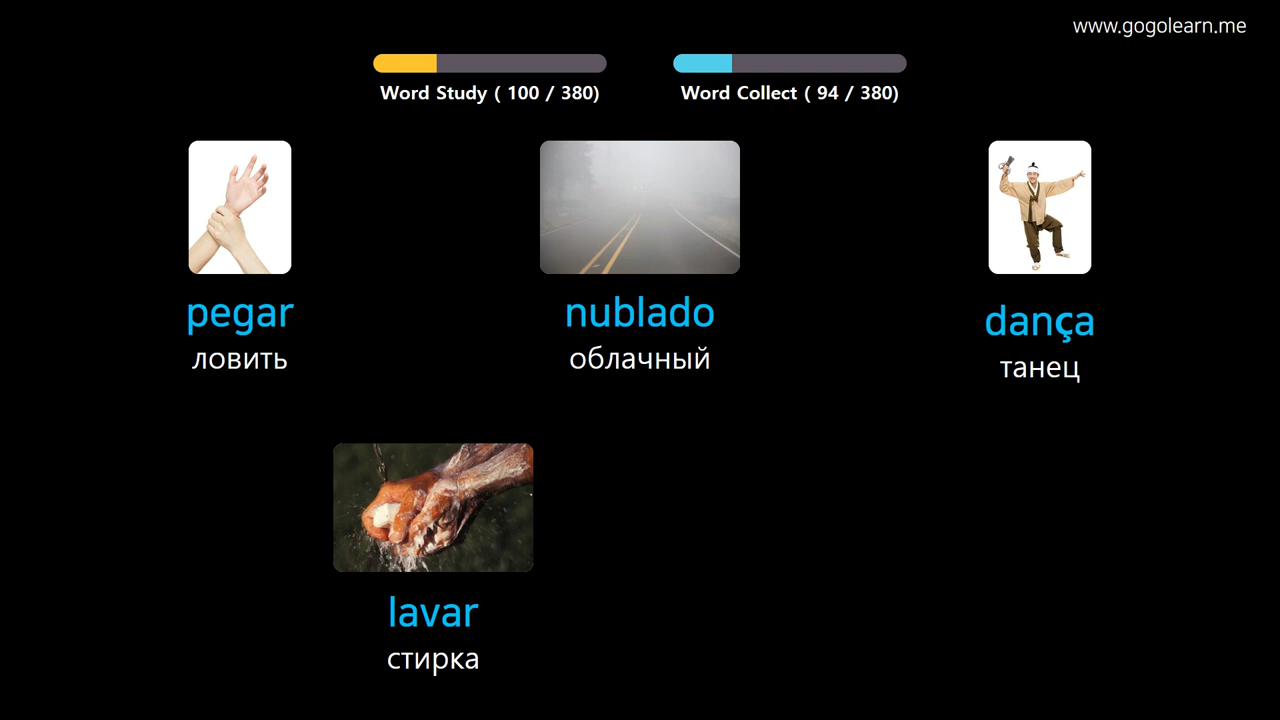 www.gogolearn.me
Word Study ( 100 / 380)
Word Collect ( 94 / 380)
pegar
ловить
nublado
облачный
dança
танец
lavar
стирка